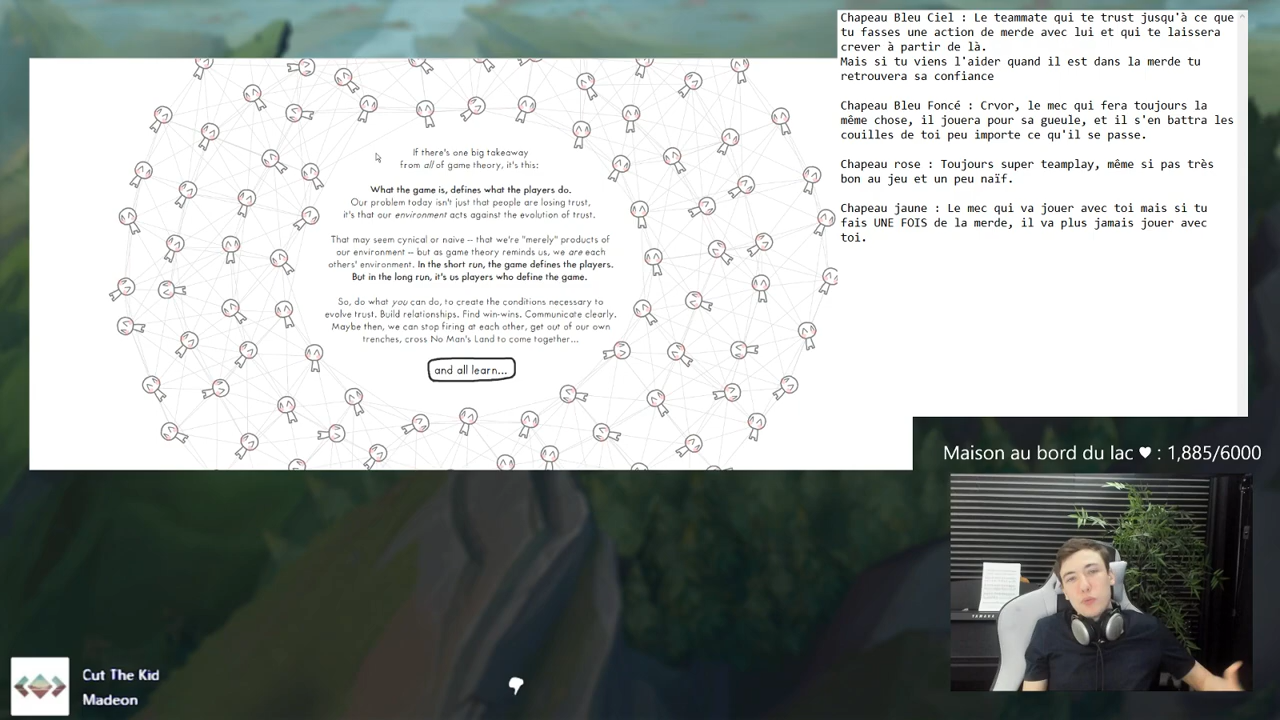 Chapeau Bleu Ciel : Le teammate qui te trust jusqu'à ce que
tu fasses une action de merde avec lui et qui te laissera
crever à partir de là.
Mais si tu viens l'aider quand il est dans la merde tu
retrouvera sa confiance
Chapeau Bleu Foncé : Crvor, le mec qui fera toujours la
même chose, il jouera pour sa gueule, et il s'en battra les
couilles de toi peu importe ce qu'il se passe.
Chapeau rose : Toujours super teamplay, même si pas très
bon au jeu et un peu naïf.
Chapeau jaune : Le mec qui va jouer avec toi mais si tu
fais UNE FOIS de la merde, il va plus jamais jouer avec
toi.
If there's one big takeaway
from all of game theory, it's this:
What the game is, defines what the players do.
Our problem today isn't just that people are losing trust,
it's that our environment acts against the evolution of trust.
That may seem cynical or naive -- that we're "merely" products of
our environment -- but as game theory reminds us, we are each
others' environment. In the short run, the game defines the players.
But in the long run, it's us players who define the game.
So, do what you can do, to create the conditions necessary to
evolve trust. Build relationships. Find win-wins. Communicate clearly.
Maybe then, we can stop firing at each other, get out of our own
trenches, cross No Man's Land to come together...
and all learn...
Maison au bord du lac ♥ : 1,885/6000
YAMAHA
Cut The Kid
Madeon